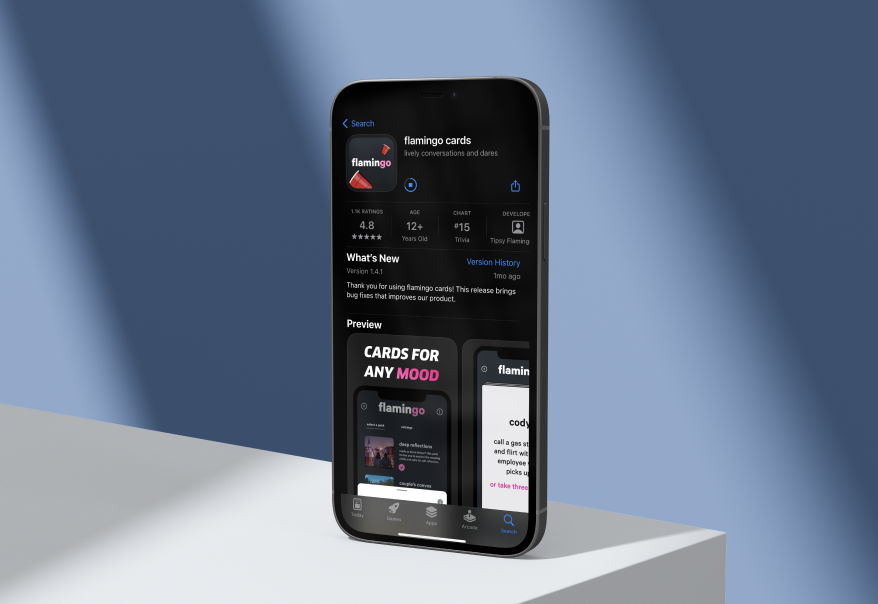 Search
flamingo
flamingo cards
lively conversations and dares
1.1K RATINGS
4.8
★★★★★
AGE
12+
Years Old
CHART
#15
Trivia
DEVELOPE
Tipsy Flaming
What's New
Version History
Version 1.4.1
1mo ago
Thank you for using flamingo cards! This release brings
bug fixes that improves our product.
Preview
CARDS FOR
ANY MOOD
flamingo
select a pack
settings
deep reflections
couple's convos
flamin
cody
call a gas st
and flirt wit
employee
picks up
or take three
Today
Games
Apps
Arcade
Search